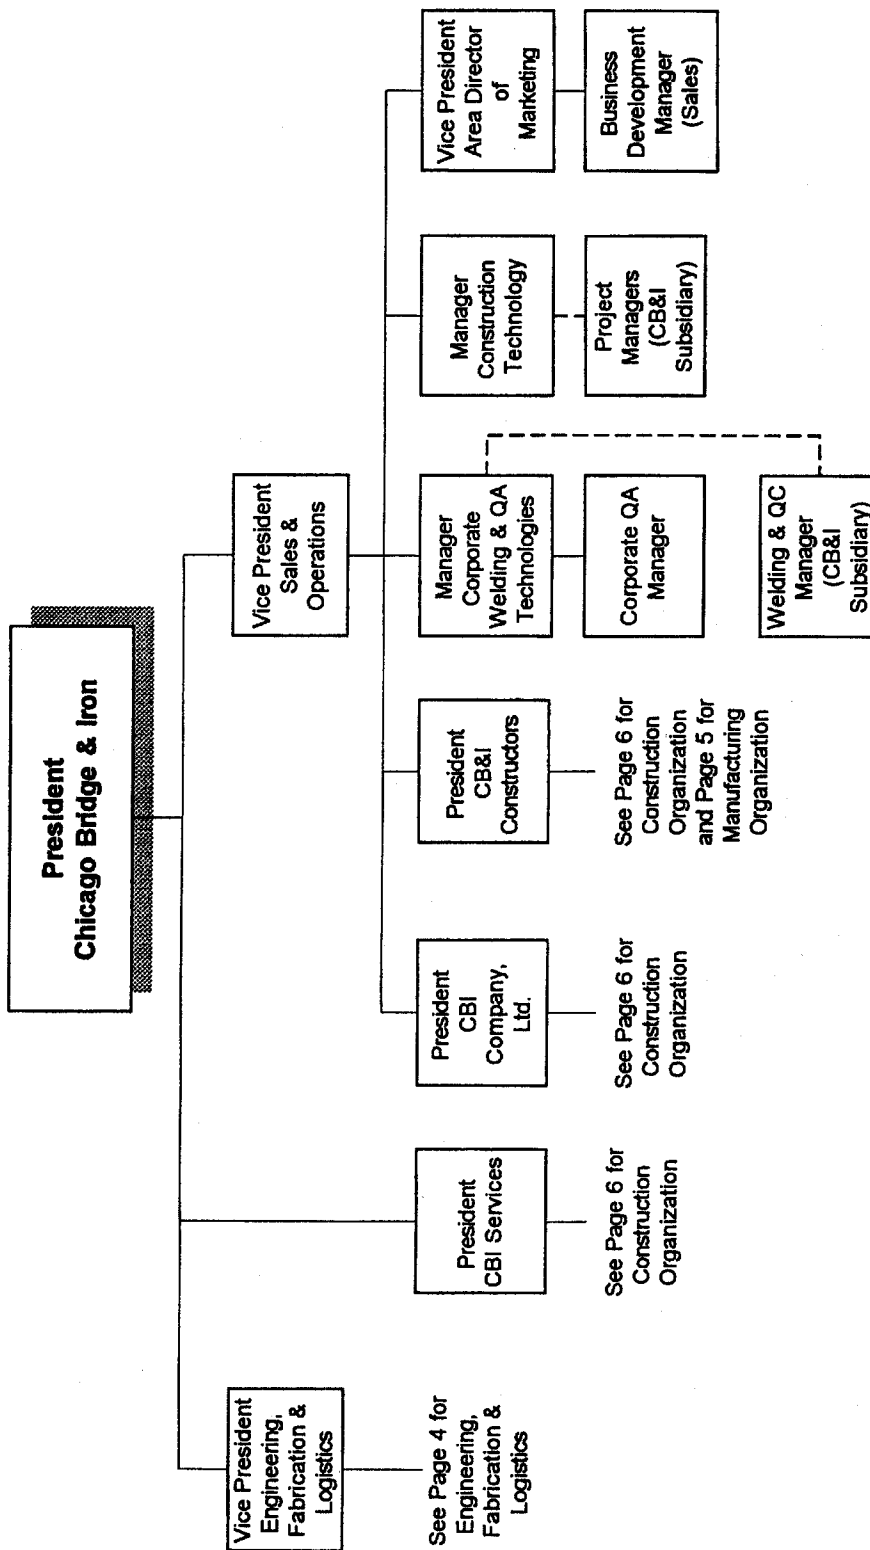 President
Chicago Bridge & Iron
Vice President
Engineering,
Fabrication &
Logistics
See Page 4 for
Engineering,
Fabrication &
Logistics
President
CBI Services
See Page 6 for
Construction
Organization
Vice President
Sales &
Operations
President
CBI
Company,
Ltd.
See Page 6 for
Construction
Organization
President
CB&I
Constructors
See Page 6 for
Construction
Organization
and Page 5 for
Manufacturing
Organization
Manager
Corporate
Welding & QA
Technologies
Corporate QA
Manager
Welding & QC
Manager
(CB&I
Subsidiary)
Manager
Construction
Technology
Project
Managers
(CB&I
Subsidiary)
Vice President
Area Director
of
Marketing
Business
Development
Manager
(Sales)